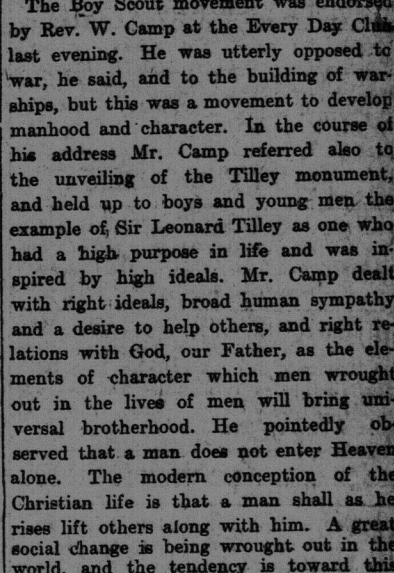 The Boy Scout movement was endorsed
by Rev. W. Camp at the Every Day Club
last evening. He was utterly opposed to
war, he said, and to the building of war-
ships, but this was a movement to develop
manhood and character. In the course of
his address Mr. Camp referred also to
the unveiling of the Tilley monument,
and held up to boys and young men the
example of, Sir Leonard Tilley as one who
had a high purpose in life and was in-
spired by high ideals. Mr. Camp dealt
with right ideals, broad human sympathy
and a desire to help others, and right re-
lations with God, our Father, as the ele-
ments of character which men wrought
out in the lives of men will bring uni-
versal brotherhood. He pointedly ob-
served that a man does not enter Heaven
alone. The modern conception of the
Christian life is that a man shall as he
rises lift others along with him. A great
social change is being wrought out in the
world, and the tendency is toward this